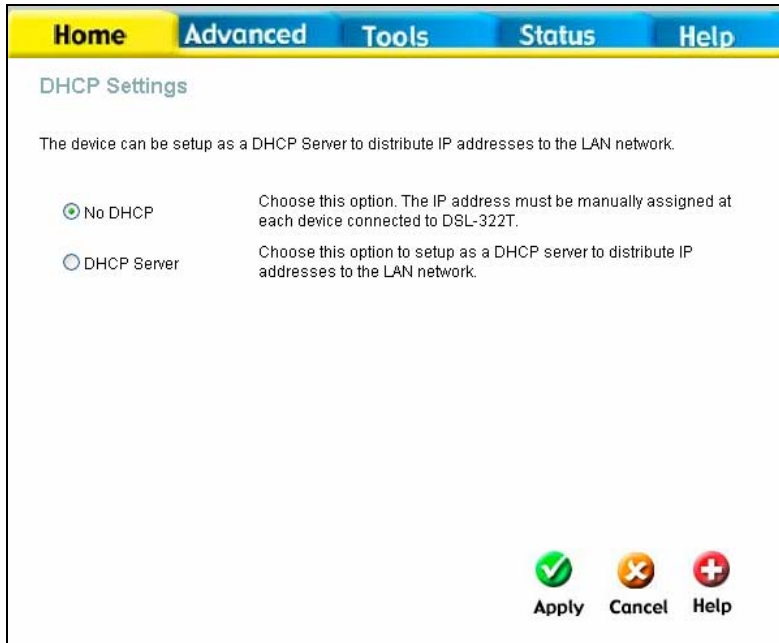 Home Advanced Tools Status Help
DHCP Settings
The device can be setup as a DHCP Server to distribute IP addresses to the LAN network.
No DHCP
Choose this option. The IP address must be manually assigned at
each device connected to DSL-322T.
DHCP Server
Choose this option to setup as a DHCP server to distribute IP
addresses to the LAN network.
Apply Cancel Help